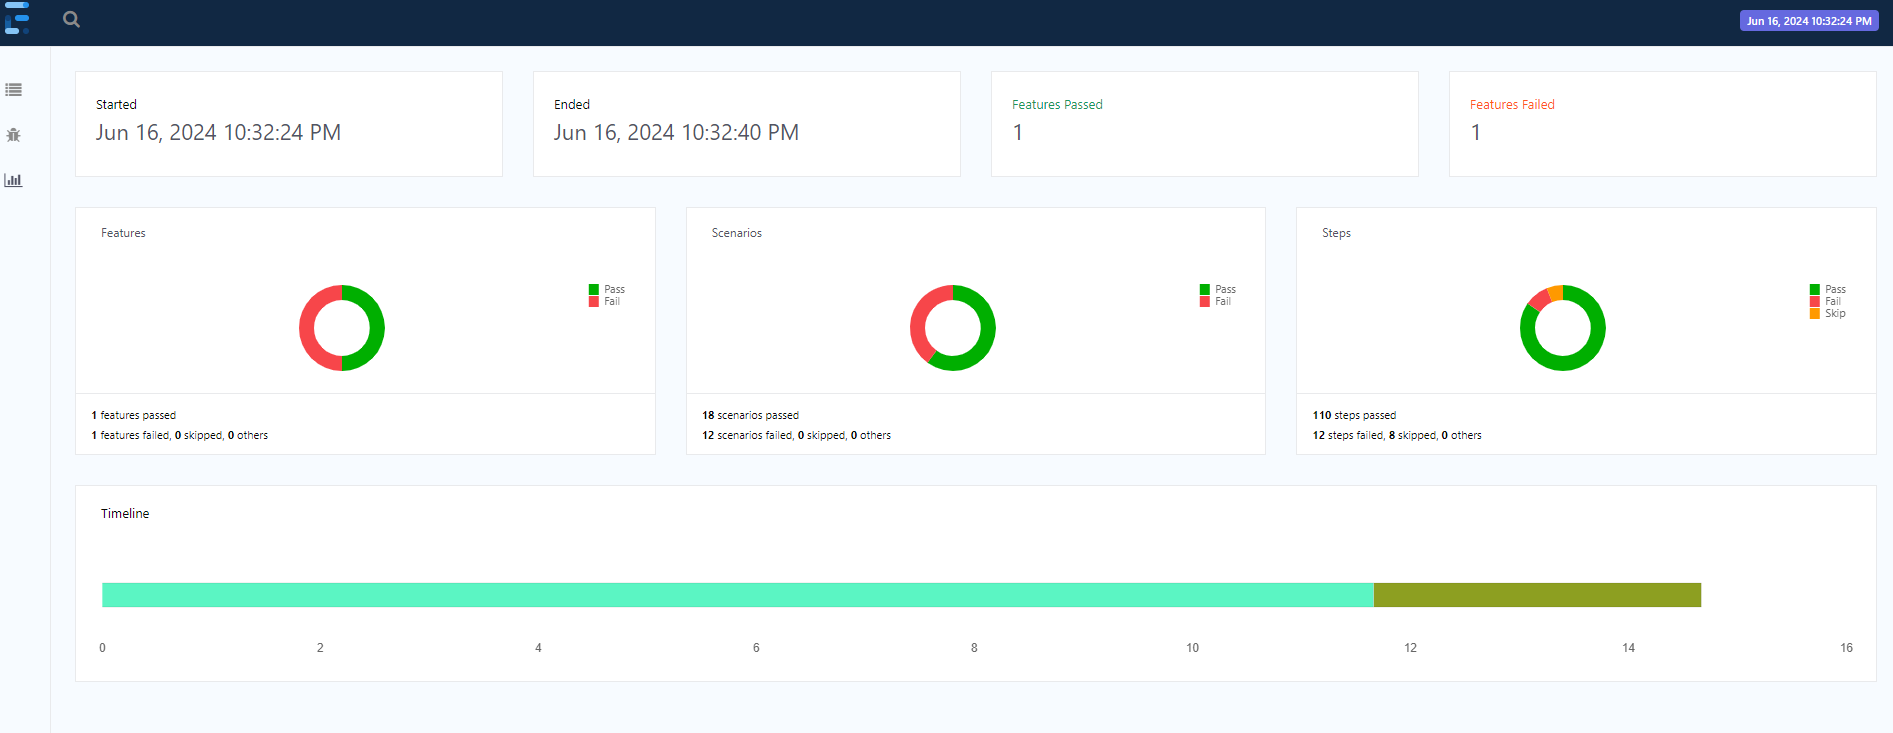 Jun 16, 2024 10:32:24 PM
Started
Jun 16, 2024 10:32:24 PM
Ended
Jun 16, 2024 10:32:40 PM
Features Passed
1
Features Failed
1
Features
Pass
Fail
1 features passed
1 features failed, 0 skipped, 0 others
Scenarios
Pass
Fail
18 scenarios passed
12 scenarios failed, 0 skipped, 0 others
Steps
Pass
Fail
Skip
110 steps passed
12 steps failed, 8 skipped, 0 others
Timeline
0 2 4 6 8 10 12 14 16